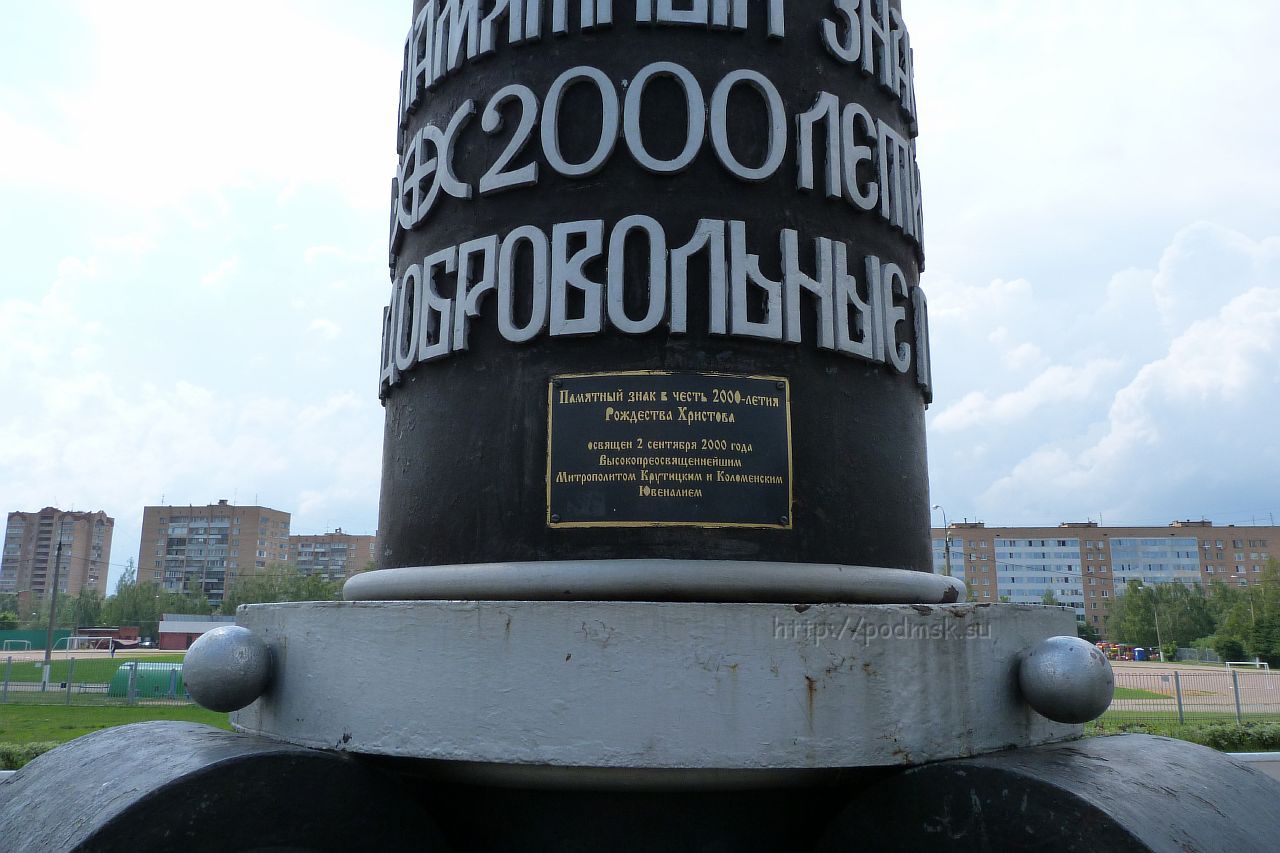 ПАМЯТНЫЙ ЗНА
2000 ЛЕТИ
ДОБРОВОЛЬНЫЕ
Памятный знак в честь 2000-летия
Рождества Христова
освящен 2 сентября 2000 года
Высокопреосвященнейшим
Митрополитом Крутицким и Коломенским
Ювеналием
http://podmsk.su